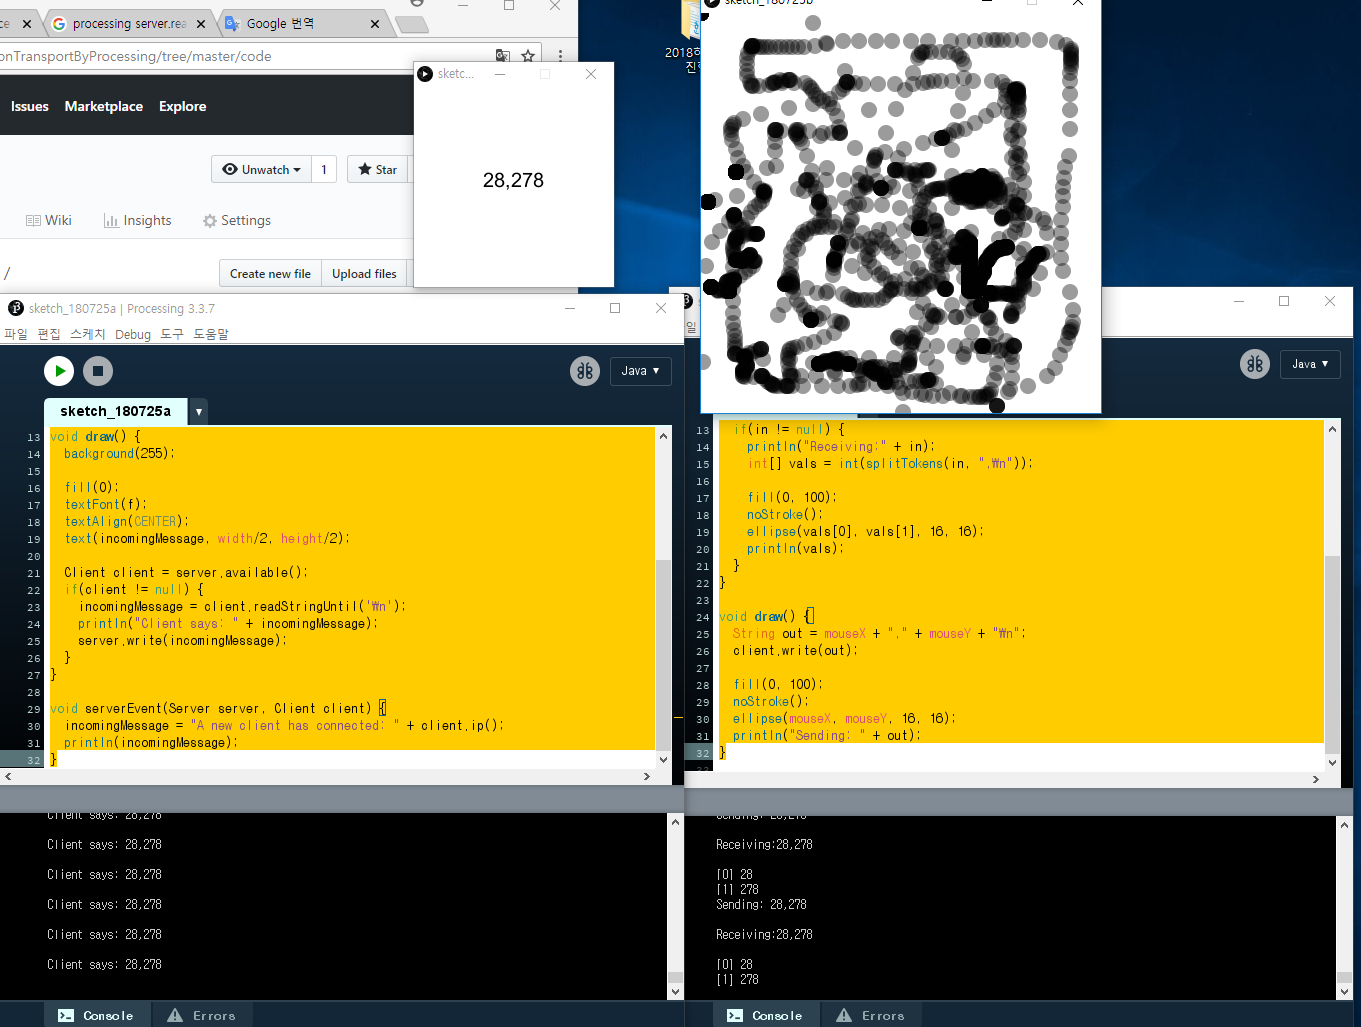 processing server.rea
Google 번역
onTransportByProcessing/tree/master/code
Issues Marketplace Explore
Unwatch 1 Star
Wiki Insights Settings
/
Create new file Upload files
sketc...
28,278
sketch_180725b
2018하
sketch_180725a | Processing 3.3.7
파일 편집 스케치 Debug 도구 도움말
Java
sketch_180725a
13 void draw() {
14 background(255);
15
16 fill(0);
17 textFont(f);
18 textAlign(CENTER);
19 text(incomingMessage, width/2, height/2);
20
21 Client client = server.available();
22 if(client != null) {
23 incomingMessage = client.readStringUntil('₩n');
24 println("Client says: " + incomingMessage);
25 server.write(incomingMessage);
26 }
27 }
28
29 void serverEvent(Server server, Client client) {
30 incomingMessage = "A new client has connected: " + client.ip();
31 println(incomingMessage);
32 }
Client says: 28,278
Client says: 28,278
Client says: 28,278
Client says: 28,278
Client says: 28,278
Client says: 28,278
Console Errors
일
Java
13 if(in != null) {
14 println("Receiving:" + in);
15 int[] vals = int(splitTokens(in, ",₩n"));
16
17 fill(0, 100);
18 noStroke();
19 ellipse(vals[0], vals[1], 16, 16);
20 println(vals);
21 }
22 }
23
24 void draw() {
25 String out = mouseX + "," + mouseY + "₩n";
26 client.write(out);
27
28 fill(0, 100);
29 noStroke();
30 ellipse(mouseX, mouseY, 16, 16);
31 println("Sending: " + out);
32 }
33
Sending: 28,278
Receiving:28,278
[0] 28
[1] 278
Sending: 28,278
Receiving:28,278
[0] 28
[1] 278
Console Errors